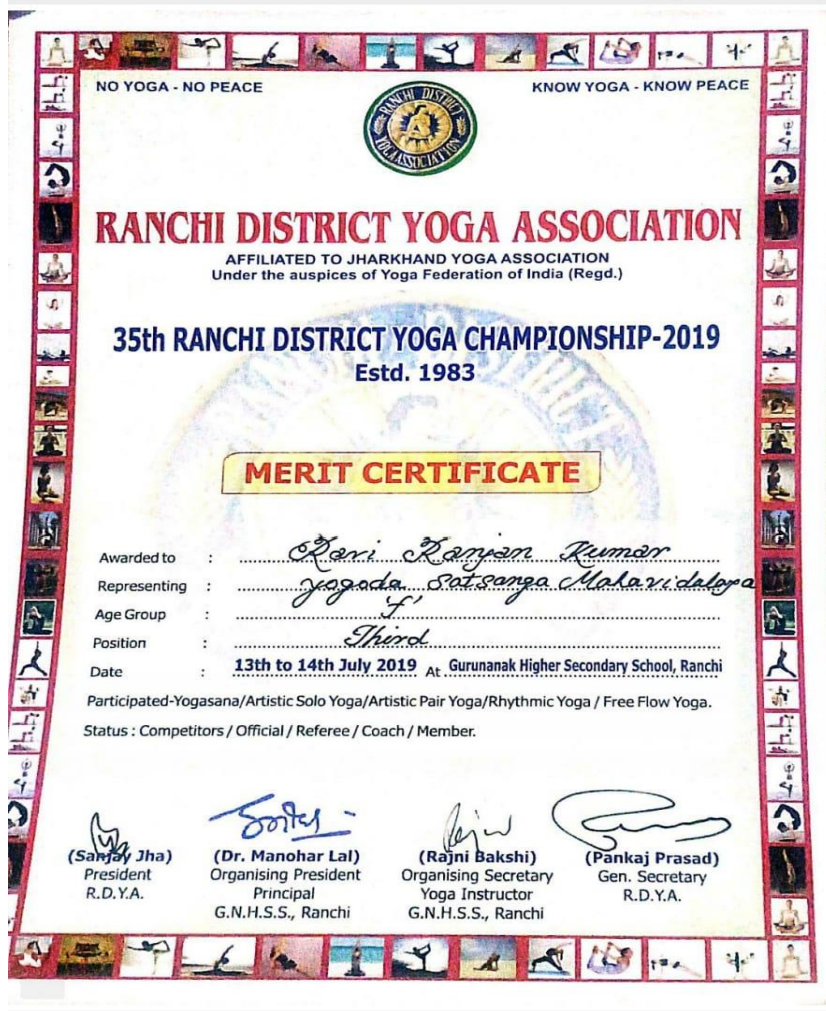 NO YOGA - NO PEACE
KNOW YOGA - KNOW PEACE
RANCHI DISTRICT
YOGA ASSOCIATION
RANCHI DISTRICT YOGA ASSOCIATION
AFFILIATED TO JHARKHAND YOGA ASSOCIATION
Under the auspices of Yoga Federation of India (Regd.)
35th RANCHI DISTRICT YOGA CHAMPIONSHIP-2019
Estd. 1983
MERIT CERTIFICATE
Awarded to : Ravi Ranjan Kumar
Representing : Yogoda Satsanga Mahavidalaya
Age Group : 'f'
Position : Third
Date : 13th to 14th July 2019 At Gurunanak Higher Secondary School, Ranchi
Participated-Yogasana/Artistic Solo Yoga/Artistic Pair Yoga/Rhythmic Yoga / Free Flow Yoga.
Status : Competitors / Official / Referee / Coach / Member.
(Sanjay Jha) (Dr. Manohar Lal) (Rajni Bakshi) (Pankaj Prasad)
President Organising President Organising Secretary Gen. Secretary
R.D.Y.A. Principal Yoga Instructor R.D.Y.A.
G.N.H.S.S., Ranchi G.N.H.S.S., Ranchi